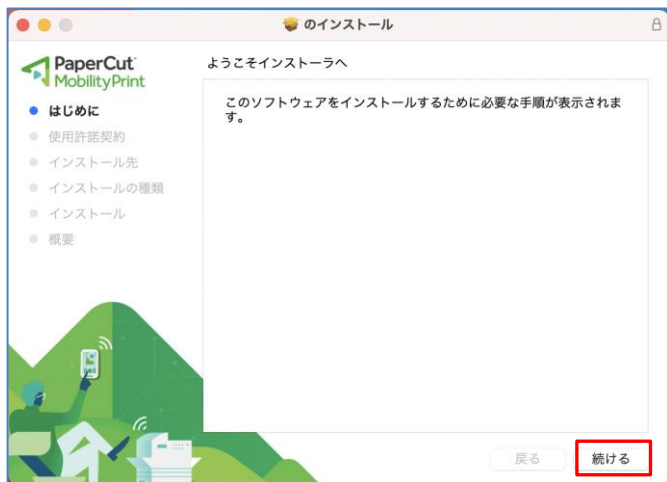 のインストール
PaperCut
MobilityPrint
ようこそインストーラへ
はじめに
使用許諾契約
インストール先
インストールの種類
インストール
概要
このソフトウェアをインストールするために必要な手順が表示されま
す。
戻る
続ける